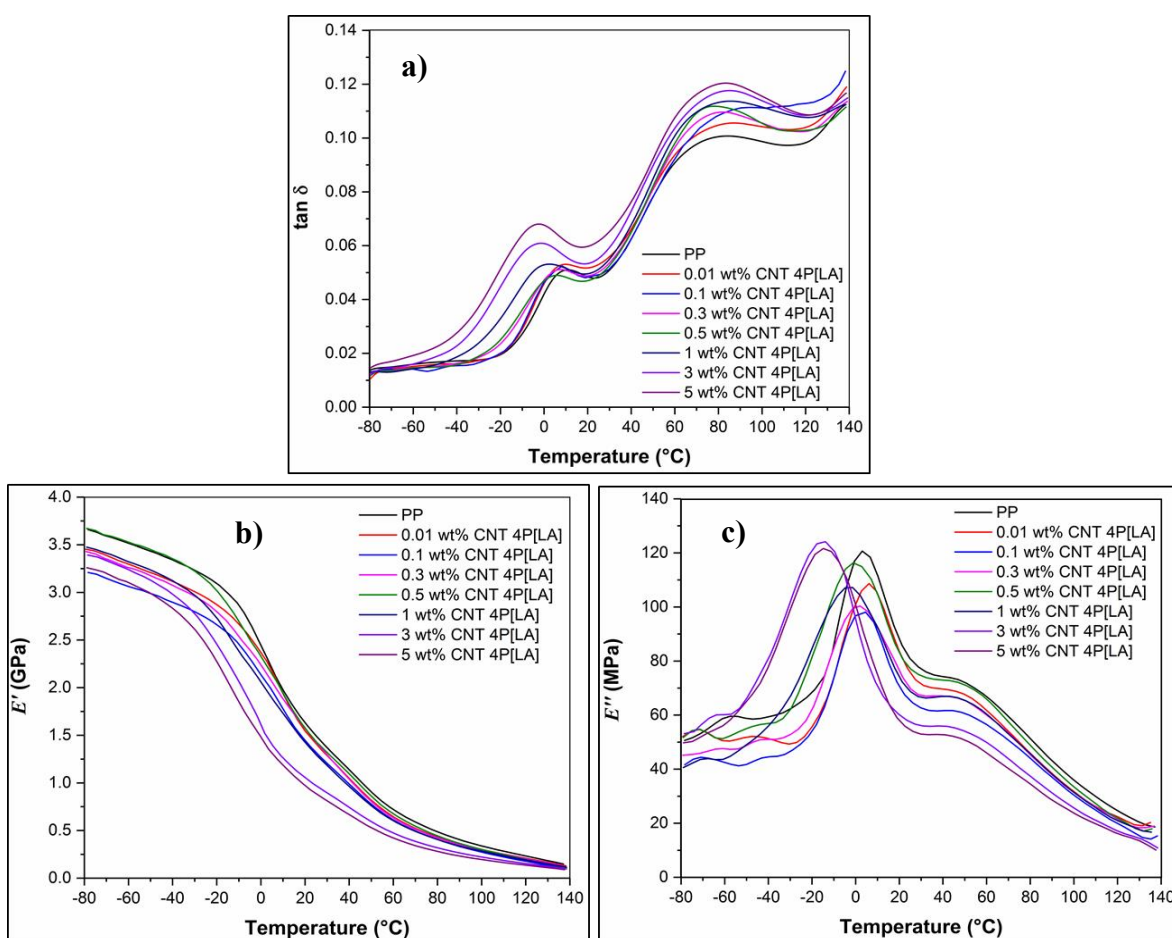 a)
tan δ
0.14
0.12
0.10
0.08
0.06
0.04
0.02
0.00
PP
0.01 wt% CNT 4P[LA]
0.1 wt% CNT 4P[LA]
0.3 wt% CNT 4P[LA]
0.5 wt% CNT 4P[LA]
1 wt% CNT 4P[LA]
3 wt% CNT 4P[LA]
5 wt% CNT 4P[LA]
-80 -60 -40 -20 0 20 40 60 80 100 120 140
Temperature (°C)
b)
E′ (GPa)
4.0
3.5
3.0
2.5
2.0
1.5
1.0
0.5
0.0
PP
0.01 wt% CNT 4P[LA]
0.1 wt% CNT 4P[LA]
0.3 wt% CNT 4P[LA]
0.5 wt% CNT 4P[LA]
1 wt% CNT 4P[LA]
3 wt% CNT 4P[LA]
5 wt% CNT 4P[LA]
-80 -60 -40 -20 0 20 40 60 80 100 120 140
Temperature (°C)
c)
E″ (MPa)
140
120
100
80
60
40
20
0
PP
0.01 wt% CNT 4P[LA]
0.1 wt% CNT 4P[LA]
0.3 wt% CNT 4P[LA]
0.5 wt% CNT 4P[LA]
1 wt% CNT 4P[LA]
3 wt% CNT 4P[LA]
5 wt% CNT 4P[LA]
-80 -60 -40 -20 0 20 40 60 80 100 120 140
Temperature (°C)